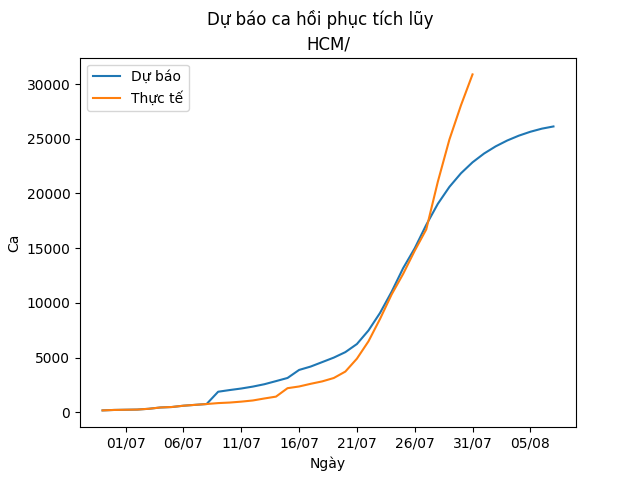 Dự báo ca hồi phục tích lũy
HCM/
Dự báo
Thực tế
30000
25000
20000
15000
10000
5000
0
Ca
01/07 06/07 11/07 16/07 21/07 26/07 31/07 05/08
Ngày